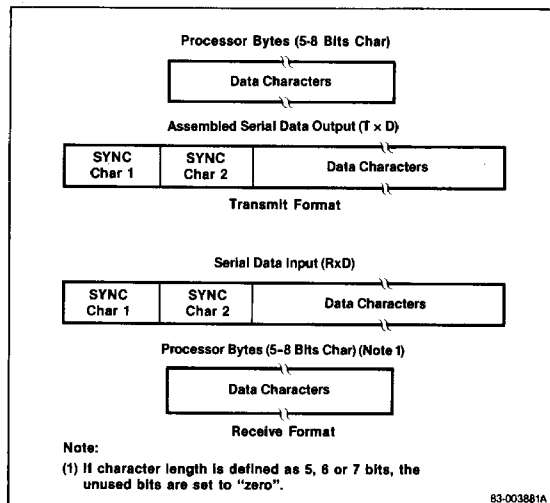 Processor Bytes (5-8 Bits Char)
Data Characters
Assembled Serial Data Output (T x D)
SYNC Char 1
SYNC Char 2
Data Characters
Transmit Format
Serial Data Input (RxD)
SYNC Char 1
SYNC Char 2
Data Characters
Processor Bytes (5-8 Bits Char) (Note 1)
Data Characters
Receive Format
Note:
(1) If character length is defined as 5, 6 or 7 bits, the
unused bits are set to "zero".
83-003881A